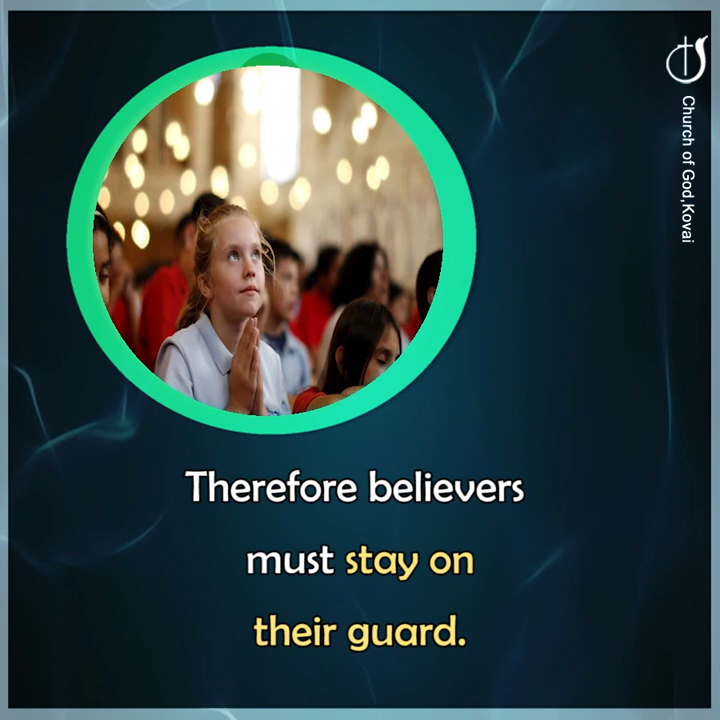 Church of God,Kovai
Therefore believers
must stay on
their guard.